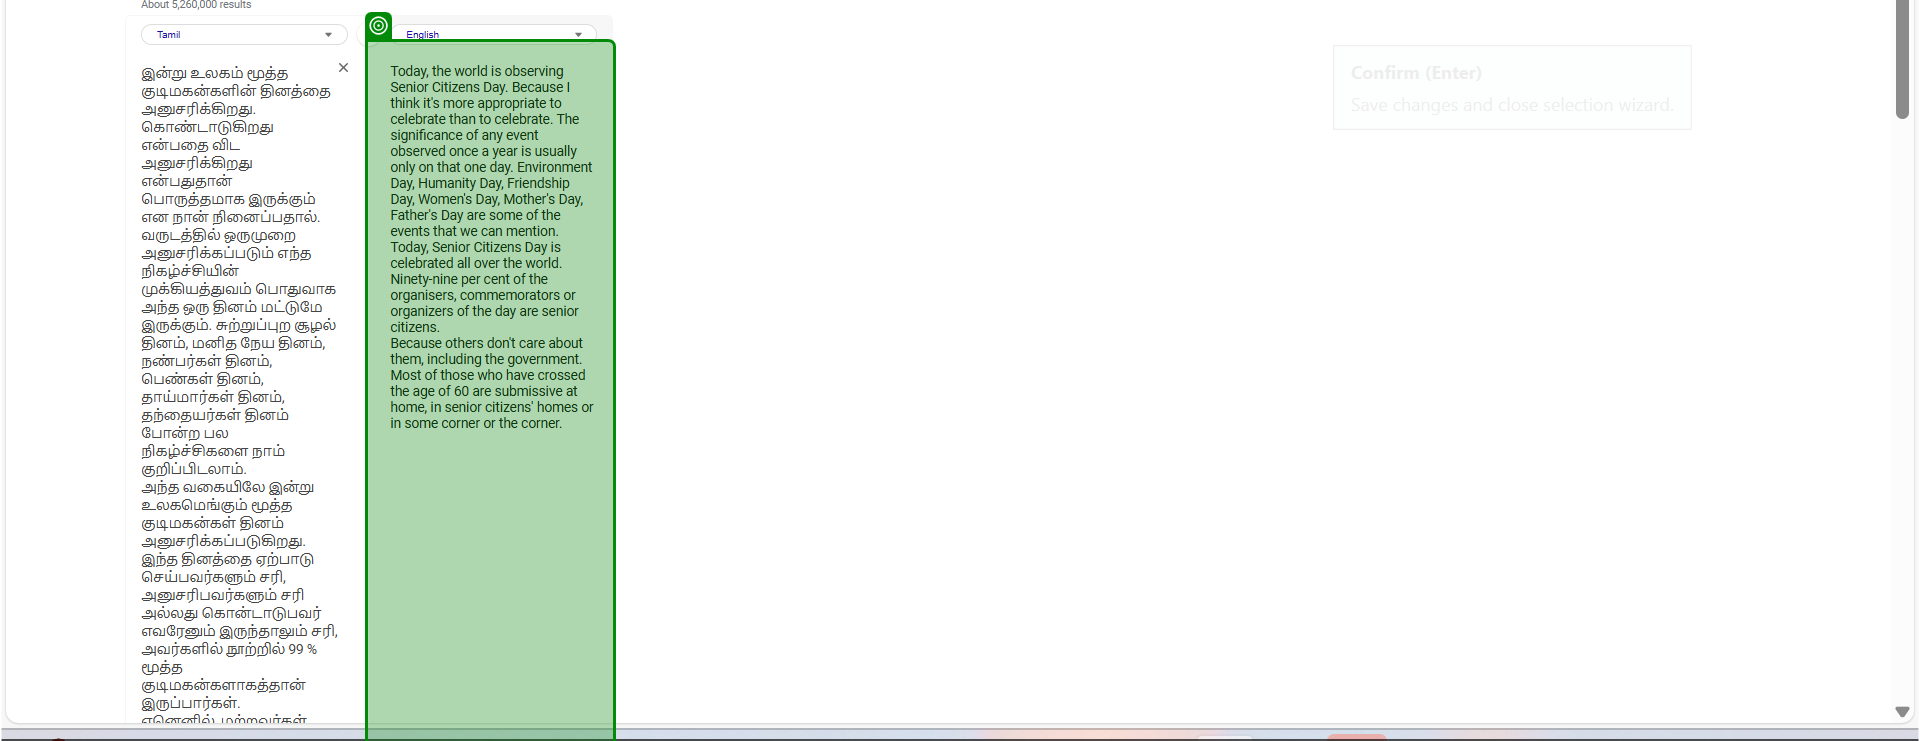 About 5,260,000 results
Tamil
English
இன்று உலகம் மூத்த
குடிமகன்களின் தினத்தை
அனுசரிக்கிறது.
கொண்டாடுகிறது
என்பதை விட
அனுசரிக்கிறது
என்பதுதான்
பொருத்தமாக இருக்கும்
என நான் நினைப்பதால்.
வருடத்தில் ஒருமுறை
அனுசரிக்கப்படும் எந்த
நிகழ்ச்சியின்
முக்கியத்துவம் பொதுவாக
அந்த ஒரு தினம் மட்டுமே
இருக்கும். சுற்றுப்புற சூழல்
தினம், மனித நேய தினம்,
நண்பர்கள் தினம்,
பெண்கள் தினம்,
தாய்மார்கள் தினம்,
தந்தையர்கள் தினம்
போன்ற பல
நிகழ்ச்சிகளை நாம்
குறிப்பிடலாம்.
அந்த வகையிலே இன்று
உலகமெங்கும் மூத்த
குடிமகன்கள் தினம்
அனுசரிக்கப்படுகிறது.
இந்த தினத்தை ஏற்பாடு
செய்பவர்களும் சரி,
அனுசரிபவர்களும் சரி
அல்லது கொன்டாடுபவர்
எவரேனும் இருந்தாலும் சரி,
அவர்களில் நூற்றில் 99 %
மூத்த
குடிமகன்களாகத்தான்
இருப்பார்கள்.
ஏனெனில், மற்றவர்கள்
Today, the world is observing
Senior Citizens Day. Because I
think it's more appropriate to
celebrate than to celebrate. The
significance of any event
observed once a year is usually
only on that one day. Environment
Day, Humanity Day, Friendship
Day, Women's Day, Mother's Day,
Father's Day are some of the
events that we can mention.
Today, Senior Citizens Day is
celebrated all over the world.
Ninety-nine per cent of the
organisers, commemorators or
organizers of the day are senior
citizens.
Because others don't care about
them, including the government.
Most of those who have crossed
the age of 60 are submissive at
home, in senior citizens' homes or
in some corner or the corner.
Confirm (Enter)
Save changes and close selection wizard.